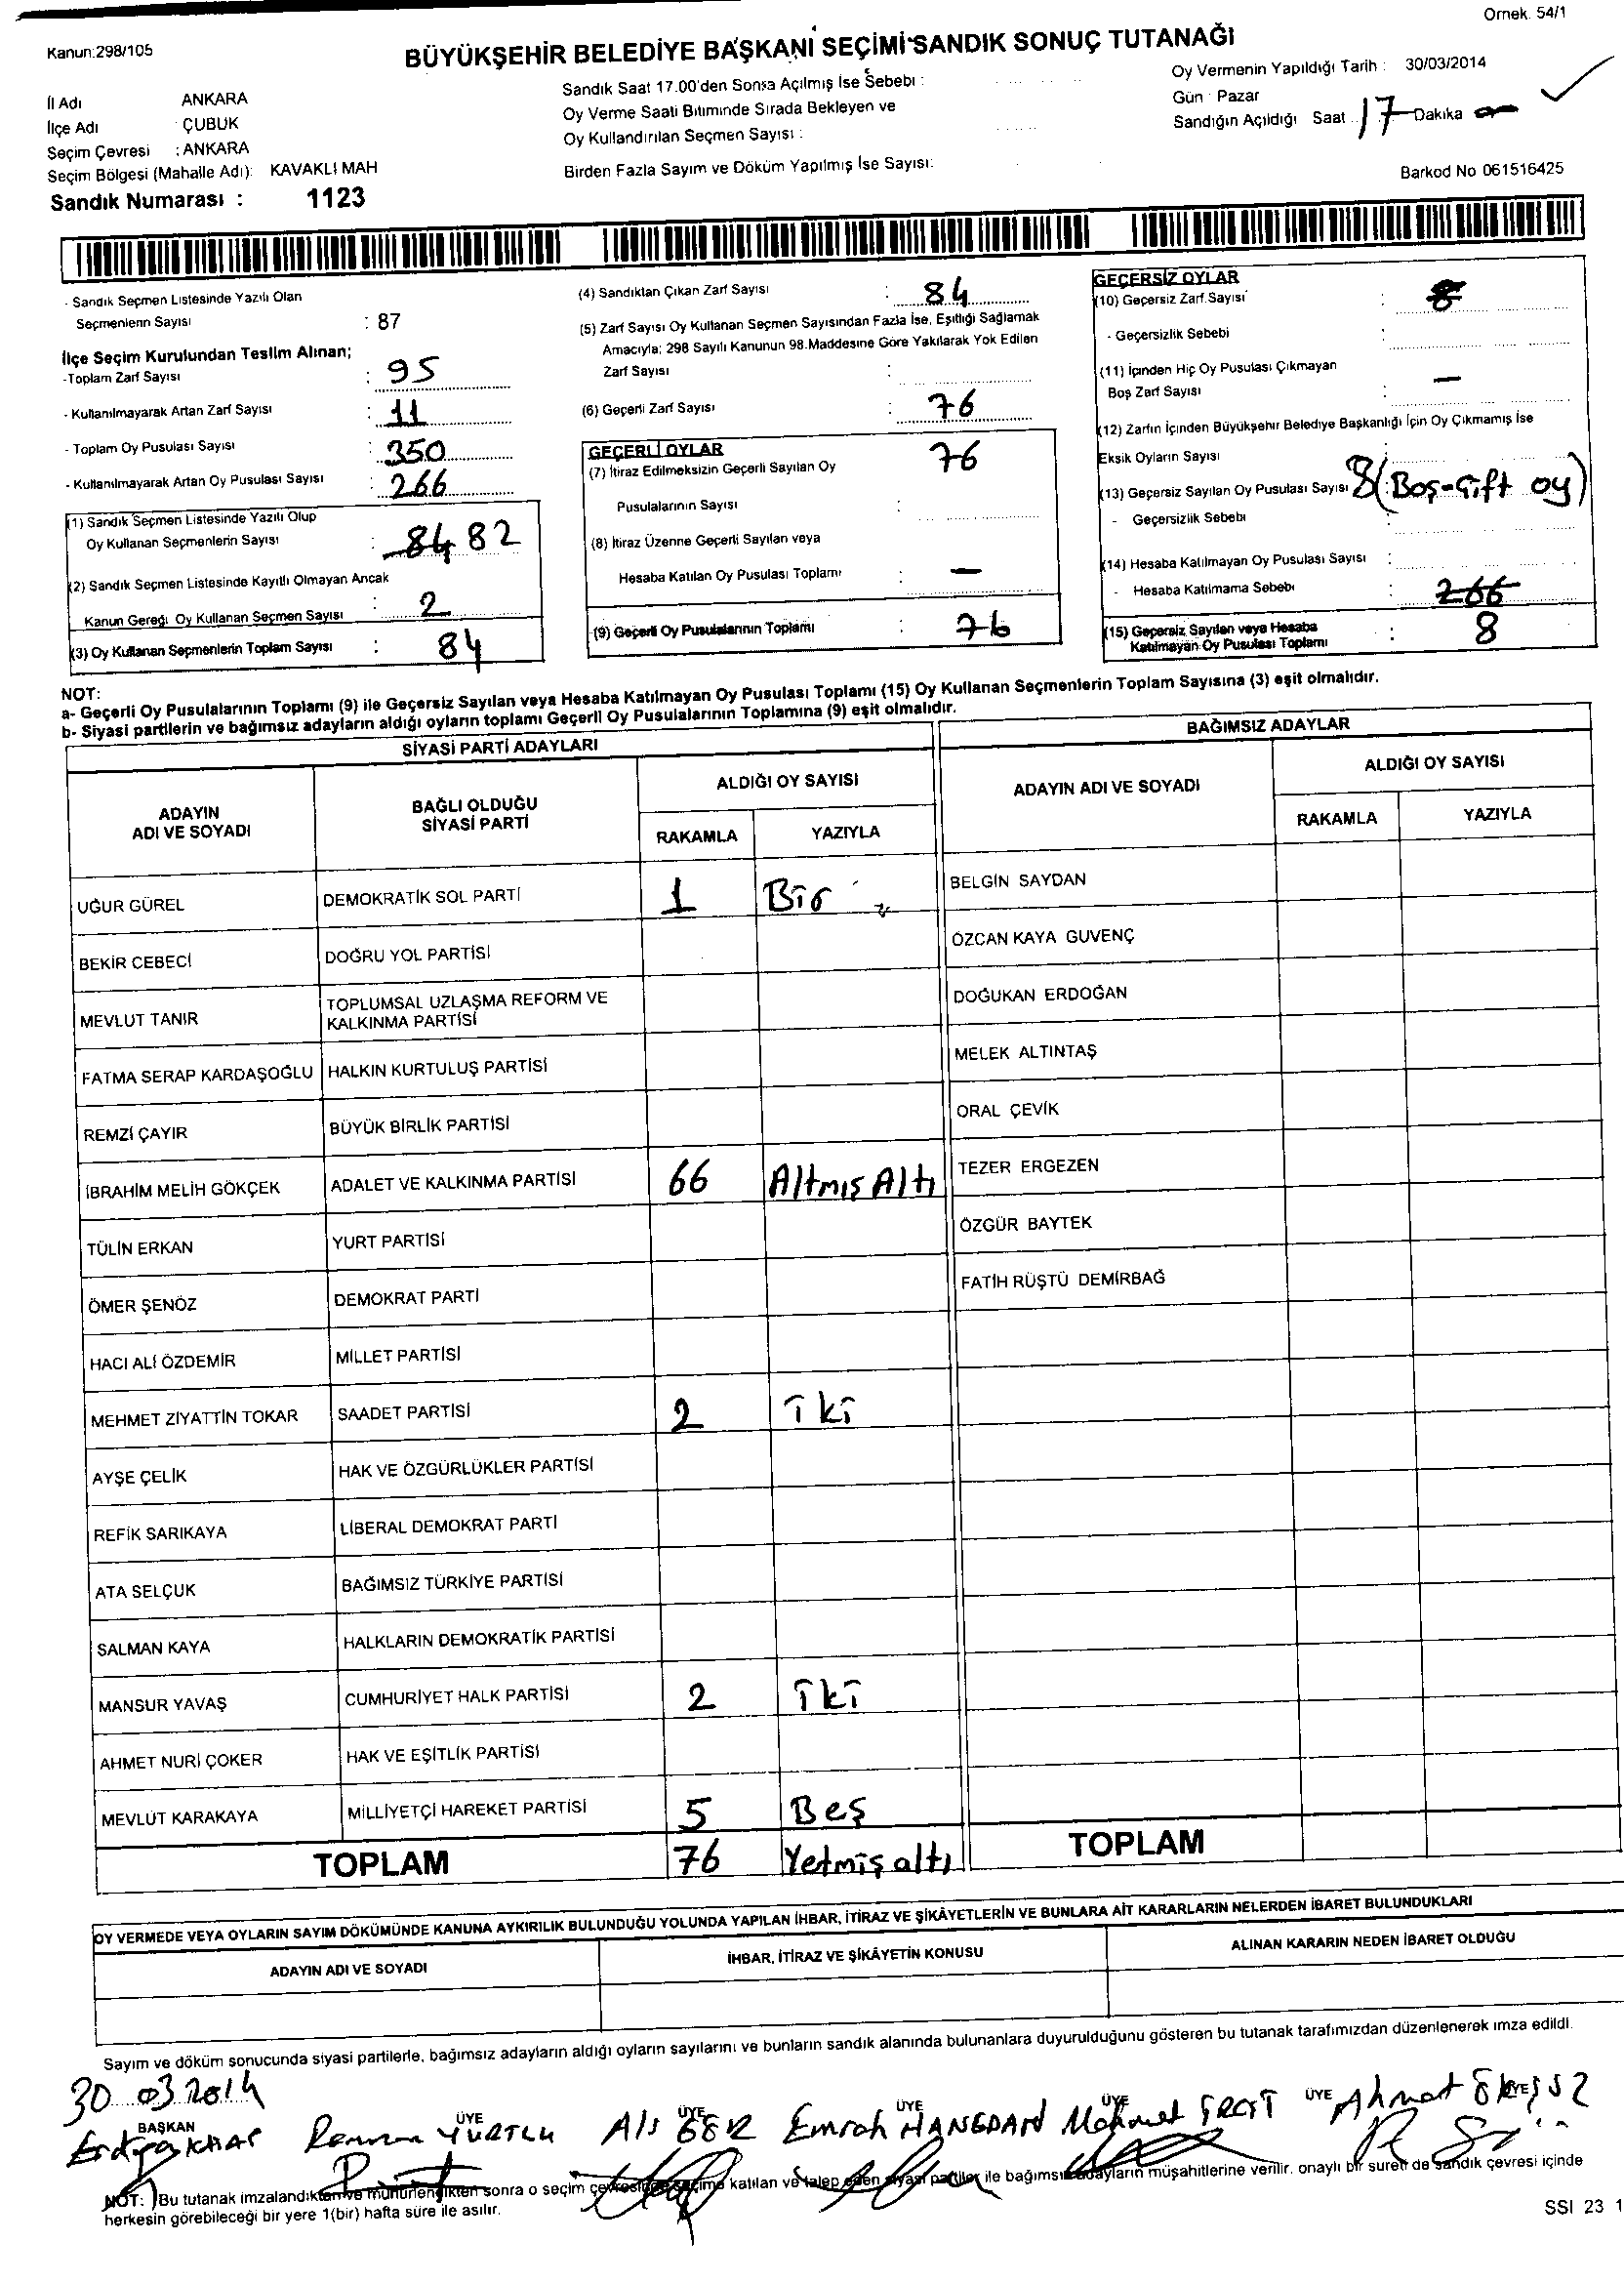 Ornek. 54/1
Kanun:298/105
BÜYÜKŞEHİR BELEDİYE BAŞKANI SEÇİMİ SANDIK SONUÇ TUTANAĞI
İl Adı ANKARA
İlçe Adı ÇUBUK
Seçim Çevresi : ANKARA
Seçim Bölgesi (Mahalle Adı): KAVAKLI MAH
Sandık Numarası : 1123
Sandık Saat 17.00'den Sonra Açılmış İse Sebebi :
Oy Verme Saati Bitiminde Sırada Bekleyen ve
Oy Kullandırılan Seçmen Sayısı :
Birden Fazla Sayım ve Döküm Yapılmış İse Sayısı:
Oy Vermenin Yapıldığı Tarih : 30/03/2014
Gün : Pazar
Sandığın Açıldığı Saat 17 Dakika
Barkod No 061516425
- Sandık Seçmen Listesinde Yazılı Olan
Seçmenlerin Sayısı : 87
İlçe Seçim Kurulundan Teslim Alınan;
-Toplam Zarf Sayısı : 95
- Kullanılmayarak Artan Zarf Sayısı : 11
- Toplam Oy Pusulası Sayısı : 350
- Kullanılmayarak Artan Oy Pusulası Sayısı : 266
(1) Sandık Seçmen Listesinde Yazılı Olup
Oy Kullanan Seçmenlerin Sayısı : 84 82
(2) Sandık Seçmen Listesinde Kayıtlı Olmayan Ancak
Kanun Gereği Oy Kullanan Seçmen Sayısı : 2
(3) Oy Kullanan Seçmenlerin Toplam Sayısı : 84
(4) Sandıktan Çıkan Zarf Sayısı : 84
(5) Zarf Sayısı Oy Kullanan Seçmen Sayısından Fazla İse, Eşitliği Sağlamak
Amacıyla; 298 Sayılı Kanunun 98.Maddesine Göre Yakılarak Yok Edilen
Zarf Sayısı :
(6) Geçerli Zarf Sayısı : 76
GEÇERLİ OYLAR
(7) İtiraz Edilmeksizin Geçerli Sayılan Oy 76
Pusulalarının Sayısı :
(8) İtiraz Üzerine Geçerli Sayılan veya
Hesaba Katılan Oy Pusulası Toplamı : —
(9) Geçerli Oy Pusulalarının Toplamı : 76
GEÇERSİZ OYLAR
(10) Geçersiz Zarf Sayısı : 8
- Geçersizlik Sebebi :
(11) İçinden Hiç Oy Pusulası Çıkmayan
Boş Zarf Sayısı : —
(12) Zarfın İçinden Büyükşehir Belediye Başkanlığı İçin Oy Çıkmamış İse
Eksik Oyların Sayısı
(13) Geçersiz Sayılan Oy Pusulası Sayısı 8 (Boş-Çift oy)
- Geçersizlik Sebebi
(14) Hesaba Katılmayan Oy Pusulası Sayısı :
- Hesaba Katılmama Sebebi : 266
(15) Geçersiz Sayılan veya Hesaba
Katılmayan Oy Pusulası Toplamı : 8
NOT:
a- Geçerli Oy Pusulalarının Toplamı (9) ile Geçersiz Sayılan veya Hesaba Katılmayan Oy Pusulası Toplamı (15) Oy Kullanan Seçmenlerin Toplam Sayısına (3) eşit olmalıdır.
b- Siyasi partilerin ve bağımsız adayların aldığı oyların toplamı Geçerli Oy Pusulalarının Toplamına (9) eşit olmalıdır.
SİYASİ PARTİ ADAYLARI
ADAYIN ADI VE SOYADI BAĞLI OLDUĞU SİYASİ PARTİ ALDIĞI OY SAYISI
RAKAMLA YAZIYLA
UĞUR GÜREL DEMOKRATİK SOL PARTİ 1 Bir
BEKİR CEBECİ DOĞRU YOL PARTİSİ
MEVLUT TANIR TOPLUMSAL UZLAŞMA REFORM VE KALKINMA PARTİSİ
FATMA SERAP KARDAŞOĞLU HALKIN KURTULUŞ PARTİSİ
REMZİ ÇAYIR BÜYÜK BİRLİK PARTİSİ
İBRAHİM MELİH GÖKÇEK ADALET VE KALKINMA PARTİSİ 66 Altmış Altı
TÜLİN ERKAN YURT PARTİSİ
ÖMER ŞENÖZ DEMOKRAT PARTİ
HACI ALİ ÖZDEMİR MİLLET PARTİSİ
MEHMET ZİYATTİN TOKAR SAADET PARTİSİ 2 İki
AYŞE ÇELİK HAK VE ÖZGÜRLÜKLER PARTİSİ
REFİK SARIKAYA LİBERAL DEMOKRAT PARTİ
ATA SELÇUK BAĞIMSIZ TÜRKİYE PARTİSİ
SALMAN KAYA HALKLARIN DEMOKRATİK PARTİSİ
MANSUR YAVAŞ CUMHURİYET HALK PARTİSİ 2 İki
AHMET NURİ ÇOKER HAK VE EŞİTLİK PARTİSİ
MEVLÜT KARAKAYA MİLLİYETÇİ HAREKET PARTİSİ 5 Beş
TOPLAM 76 Yetmiş altı
BAĞIMSIZ ADAYLAR
ADAYIN ADI VE SOYADI ALDIĞI OY SAYISI
RAKAMLA YAZIYLA
BELGİN SAYDAN
ÖZCAN KAYA GUVENÇ
DOĞUKAN ERDOĞAN
MELEK ALTINTAŞ
ORAL ÇEVİK
TEZER ERGEZEN
ÖZGÜR BAYTEK
FATİH RÜŞTÜ DEMİRBAĞ
TOPLAM
OY VERMEDE VEYA OYLARIN SAYIM DÖKÜMÜNDE KANUNA AYKIRILIK BULUNDUĞU YOLUNDA YAPILAN İHBAR, İTİRAZ VE ŞİKÂYETLERİN VE BUNLARA AİT KARARLARIN NELERDEN İBARET BULUNDUKLARI
ADAYIN ADI VE SOYADI İHBAR, İTİRAZ VE ŞİKÂYETİN KONUSU ALINAN KARARIN NEDEN İBARET OLDUĞU
Sayım ve döküm sonucunda siyasi partilerle, bağımsız adayların aldığı oyların sayılarını ve bunların sandık alanında bulunanlara duyurulduğunu gösteren bu tutanak tarafımızdan düzenlenerek imza edildi.
30 03 2014
BAŞKAN ÜYE ÜYE ÜYE ÜYE ÜYE ÜYE
Emrah HANEDAN Ahmet
NOT: Bu tutanak imzalandıktan ve mühürlendikten sonra o seçim çevresinde seçime katılan ve talep eden siyasi partiler ile bağımsız adayların müşahitlerine verilir. onaylı bir sureti de sandık çevresi içinde
herkesin görebileceği bir yere 1(bir) hafta süre ile asılır.
SSI 23 1